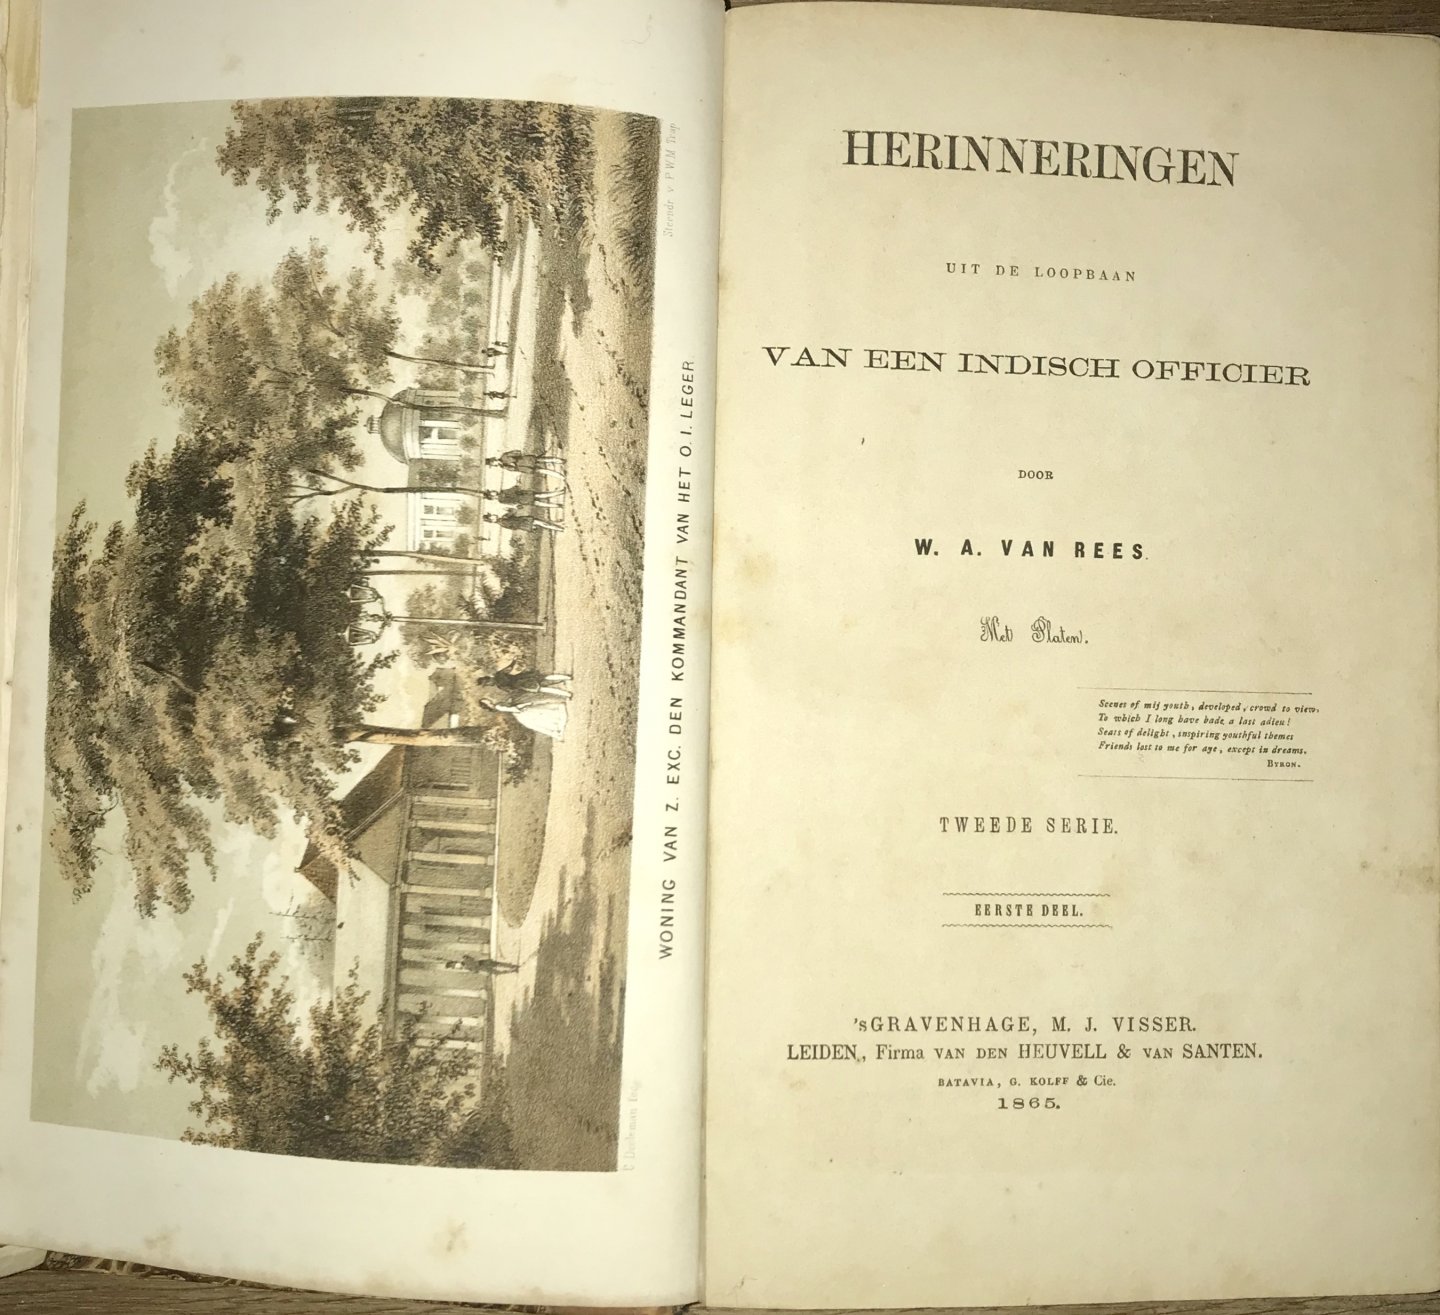 Steendr v. P.W.M. Trap
WONING VAN Z. EXC. DEN KOMMANDANT VAN HET O. I. LEGER
HERINNERINGEN
UIT DE LOOPBAAN
VAN EEN INDISCH OFFICIER
DOOR
W. A. VAN REES.
Met Platen.
Scenes of mij youth, developed, crowd to view,
To which I long have bade a last adieu!
Seats of delight, inspiring youthful themes
Friends lost to me for aye, except in dreams.
BYRON.
TWEEDE SERIE.
EERSTE DEEL.
'sGRAVENHAGE, M. J. VISSER.
LEIDEN, Firma VAN DEN HEUVELL & VAN SANTEN.
BATAVIA, G. KOLFF & Cie.
1865.